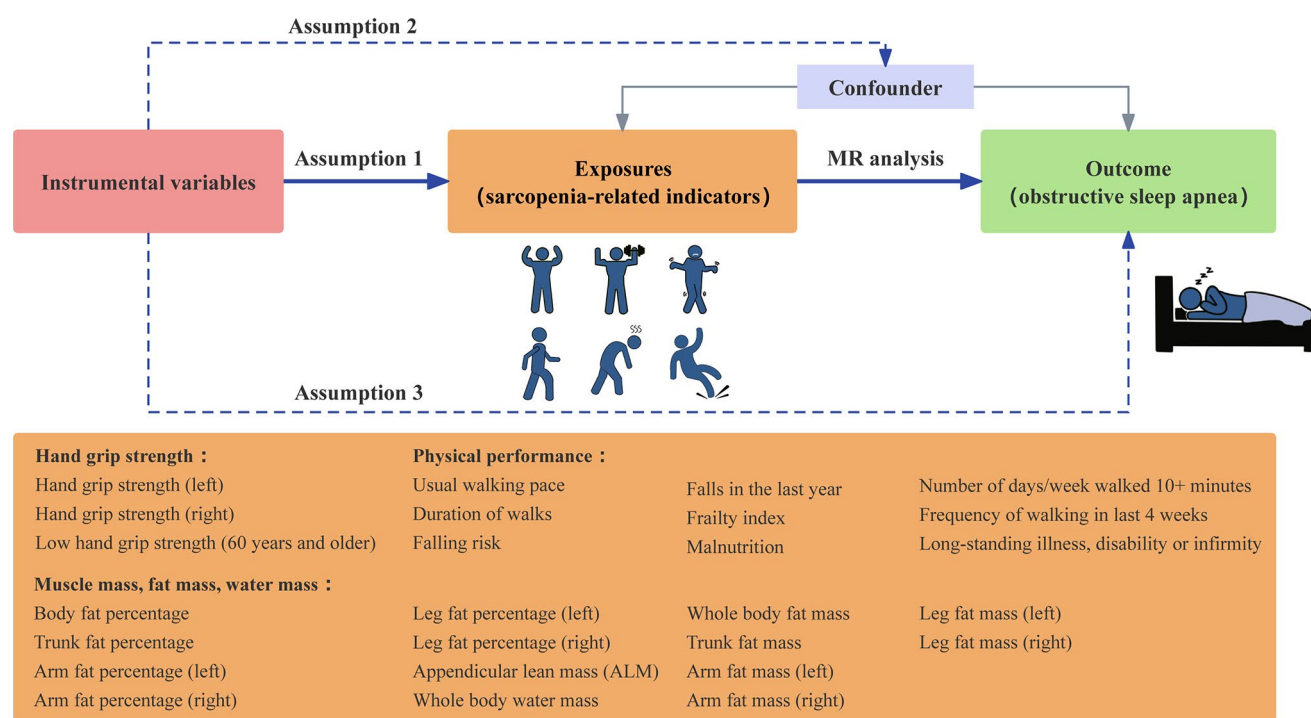 Assumption 2
Confounder
Instrumental variables
Assumption 1
Exposures
(sarcopenia-related indicators)
MR analysis
Outcome
(obstructive sleep apnea)
sss
zzz
Assumption 3
Hand grip strength:
Hand grip strength (left)
Hand grip strength (right)
Low hand grip strength (60 years and older)
Physical performance:
Usual walking pace
Duration of walks
Falling risk
Falls in the last year
Frailty index
Malnutrition
Number of days/week walked 10+ minutes
Frequency of walking in last 4 weeks
Long-standing illness, disability or infirmity
Muscle mass, fat mass, water mass:
Body fat percentage
Trunk fat percentage
Arm fat percentage (left)
Arm fat percentage (right)
Leg fat percentage (left)
Leg fat percentage (right)
Appendicular lean mass (ALM)
Whole body water mass
Whole body fat mass
Trunk fat mass
Arm fat mass (left)
Arm fat mass (right)
Leg fat mass (left)
Leg fat mass (right)